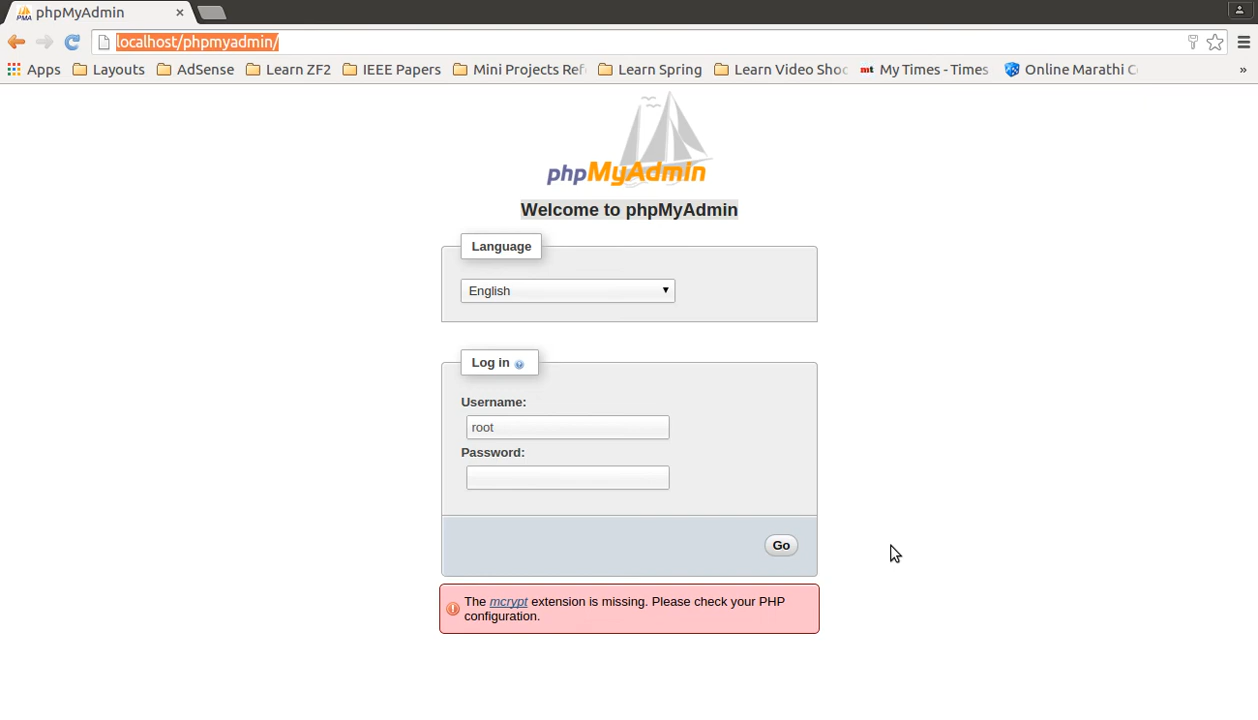 phpMyAdmin
localhost/phpmyadmin/
Apps
Layouts
AdSense
Learn ZF2
IEEE Papers
Mini Projects Ref
Learn Spring
Learn Video Shoc
mt My Times - Times
Online Marathi
»
phpMyAdmin
Welcome to phpMyAdmin
Language
English
Log in
Username:
root
Password:
Go
The mcrypt extension is missing. Please check your PHP
configuration.